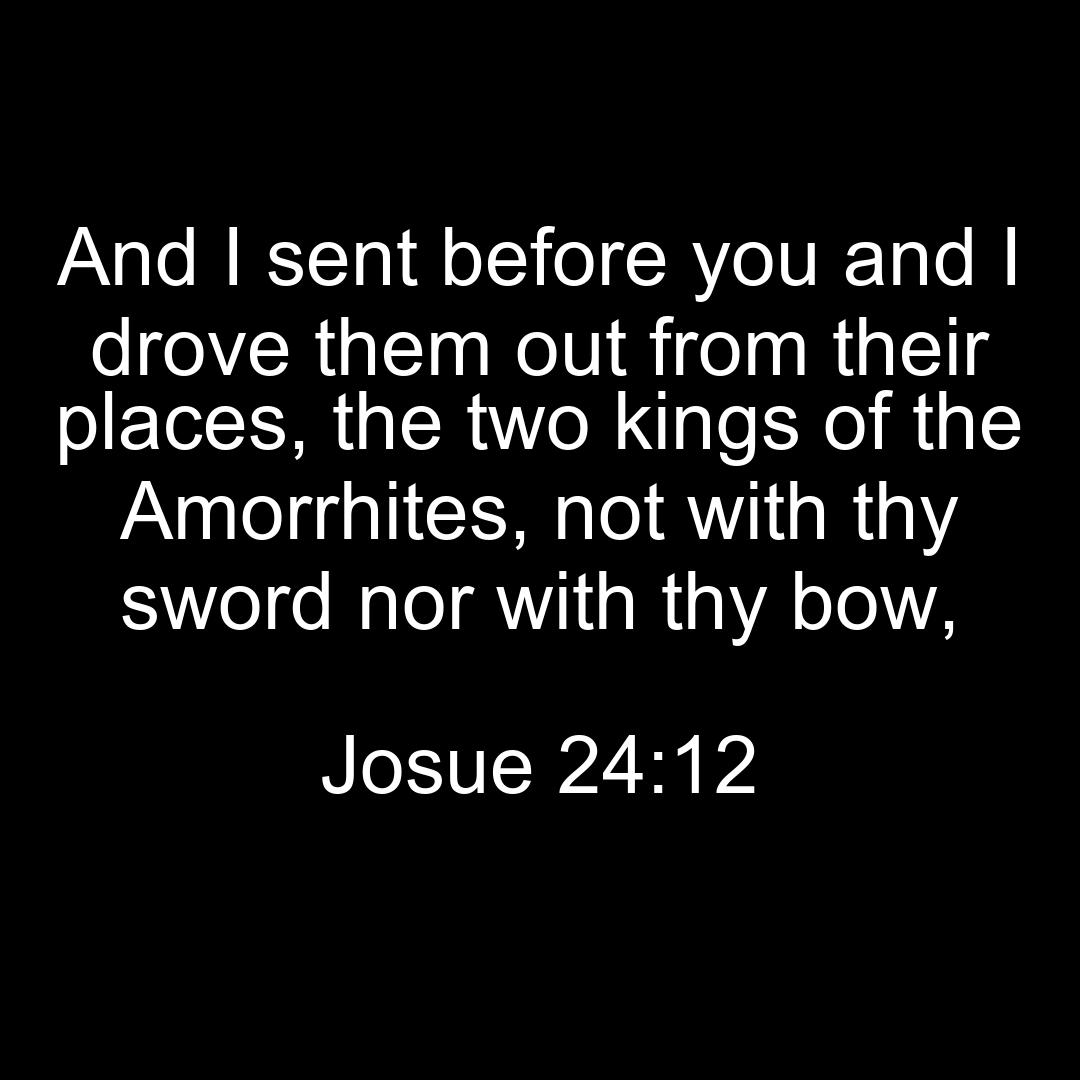 And I sent before you and I
drove them out from their
places, the two kings of the
Amorrhites, not with thy
sword nor with thy bow,
Josue 24:12